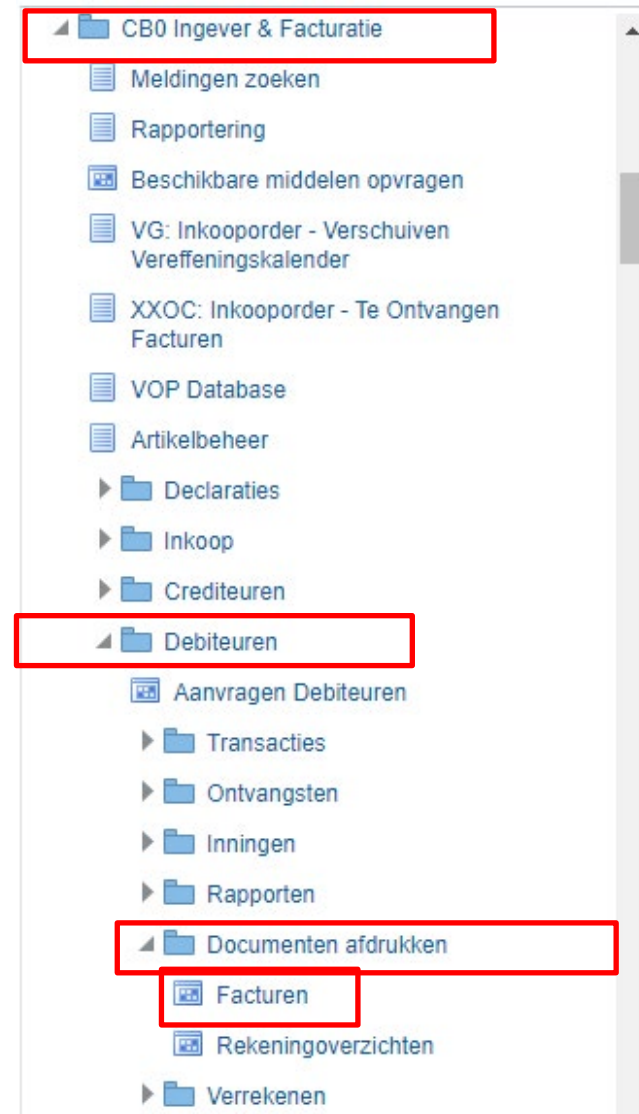 CB0 Ingever & Facturatie
Meldingen zoeken
Rapportering
Beschikbare middelen opvragen
VG: Inkooporder - Verschuiven
Vereffeningskalender
XXOC: Inkooporder - Te Ontvangen
Facturen
VOP Database
Artikelbeheer
Declaraties
Inkoop
Crediteuren
Debiteuren
Aanvragen Debiteuren
Transacties
Ontvangsten
Inningen
Rapporten
Documenten afdrukken
Facturen
Rekeningoverzichten
Verrekenen